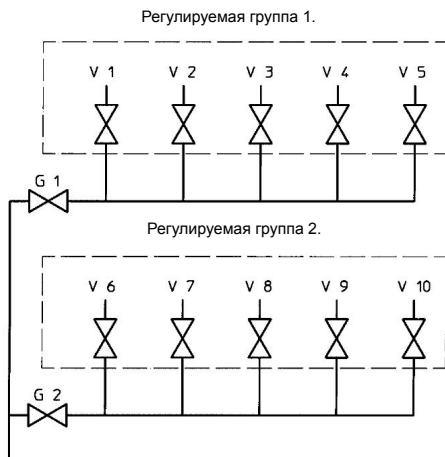 Регулируемая группа 1.
V 1 V 2 V 3 V 4 V 5
G 1
Регулируемая группа 2.
V 6 V 7 V 8 V 9 V 10
G 2